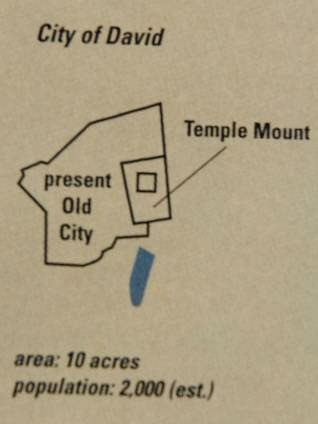 City of David
Temple Mount
present
Old
City
area: 10 acres
population: 2,000 (est.)